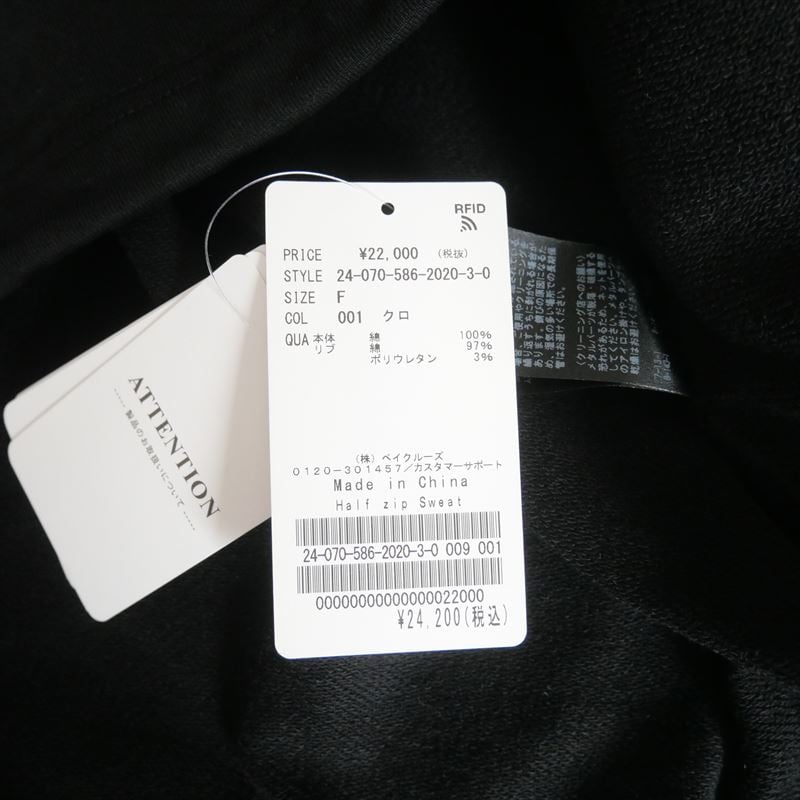 RFID
PRICE ¥22,000 (税抜)
STYLE 24-070-586-2020-3-0
SIZE F
COL 001 クロ
QUA 本体 綿 100%
リブ 綿 97%
ポリウレタン 3%
(株) ベイクルーズ
0120-301457/カスタマーサポート
Made in China
Half zip Sweat
24-070-586-2020-3-0 009 001
0000000000000022000
¥24,200(税込)
ATTENTION
製品のお取扱いについて